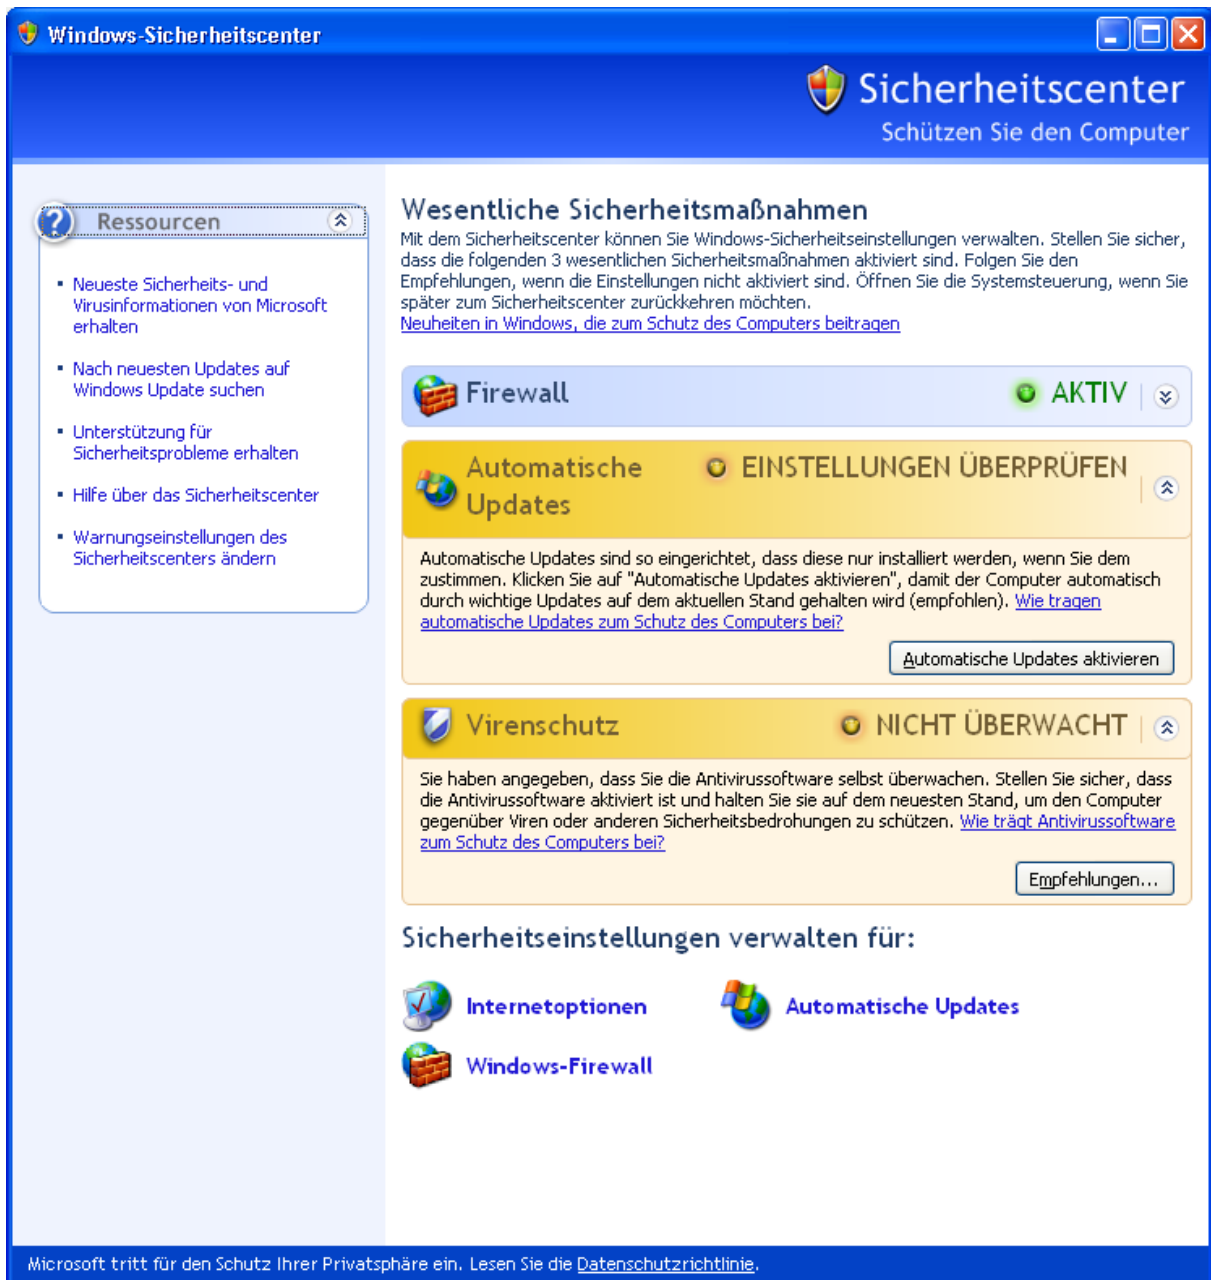 Windows-Sicherheitscenter
Sicherheitscenter
Schützen Sie den Computer
Ressourcen
Neueste Sicherheits- und
Virusinformationen von Microsoft
erhalten
Nach neuesten Updates auf
Windows Update suchen
Unterstützung für
Sicherheitsprobleme erhalten
Hilfe über das Sicherheitscenter
Warnungseinstellungen des
Sicherheitscenters ändern
Wesentliche Sicherheitsmaßnahmen
Mit dem Sicherheitscenter können Sie Windows-Sicherheitseinstellungen verwalten. Stellen Sie sicher,
dass die folgenden 3 wesentlichen Sicherheitsmaßnahmen aktiviert sind. Folgen Sie den
Empfehlungen, wenn die Einstellungen nicht aktiviert sind. Öffnen Sie die Systemsteuerung, wenn Sie
später zum Sicherheitscenter zurückkehren möchten.
Neuheiten in Windows, die zum Schutz des Computers beitragen
Firewall AKTIV
Automatische EINSTELLUNGEN ÜBERPRÜFEN
Updates
Automatische Updates sind so eingerichtet, dass diese nur installiert werden, wenn Sie dem
zustimmen. Klicken Sie auf "Automatische Updates aktivieren", damit der Computer automatisch
durch wichtige Updates auf dem aktuellen Stand gehalten wird (empfohlen). Wie tragen
automatische Updates zum Schutz des Computers bei?
Automatische Updates aktivieren
Virenschutz NICHT ÜBERWACHT
Sie haben angegeben, dass Sie die Antivirussoftware selbst überwachen. Stellen Sie sicher, dass
die Antivirussoftware aktiviert ist und halten Sie sie auf dem neuesten Stand, um den Computer
gegenüber Viren oder anderen Sicherheitsbedrohungen zu schützen. Wie trägt Antivirussoftware
zum Schutz des Computers bei?
Empfehlungen...
Sicherheitseinstellungen verwalten für:
Internetoptionen Automatische Updates
Windows-Firewall
Microsoft tritt für den Schutz Ihrer Privatsphäre ein. Lesen Sie die Datenschutzrichtlinie.